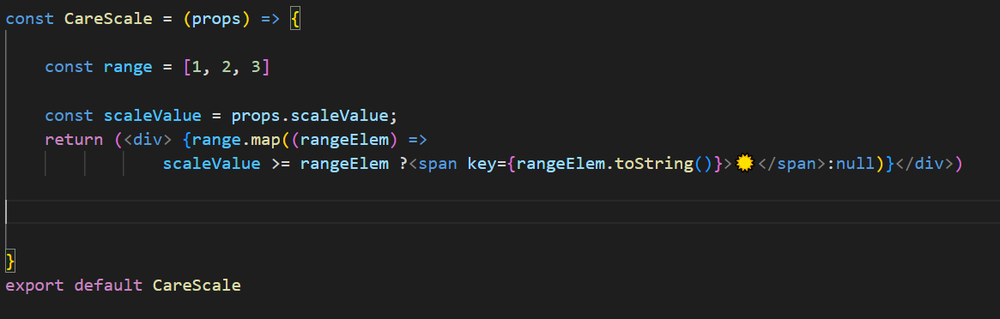 const CareScale = (props) => {
const range = [1, 2, 3]
const scaleValue = props.scaleValue;
return (<div> {range.map((rangeElem) =>
scaleValue >= rangeElem ?<span key={rangeElem.toString()}>☀️</span>:null)}</div>)
}
export default CareScale